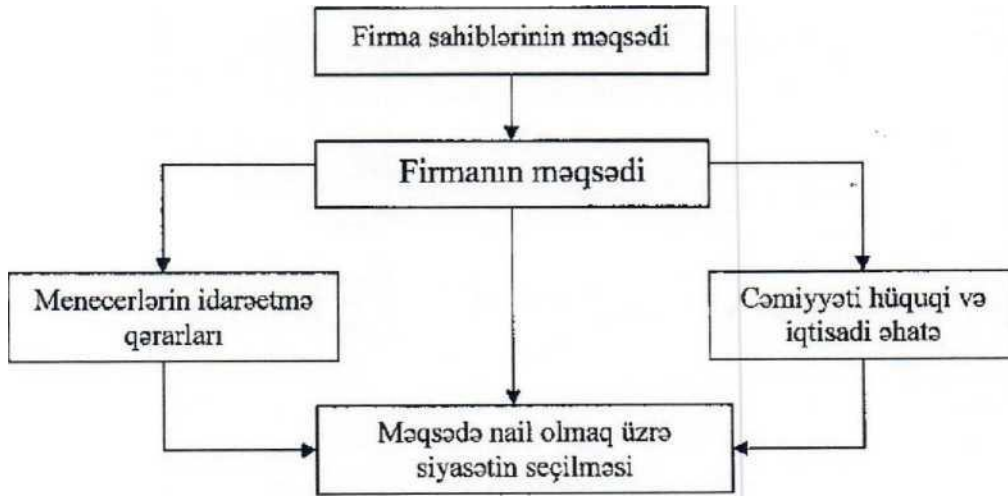 Firma sahiblərinin məqsədi
Firmanın məqsədi
Menecerlərin idarəetmə
qərarları
Cəmiyyəti hüquqi və
iqtisadi əhatə
Məqsədə nail olmaq üzrə
siyasətin seçilməsi